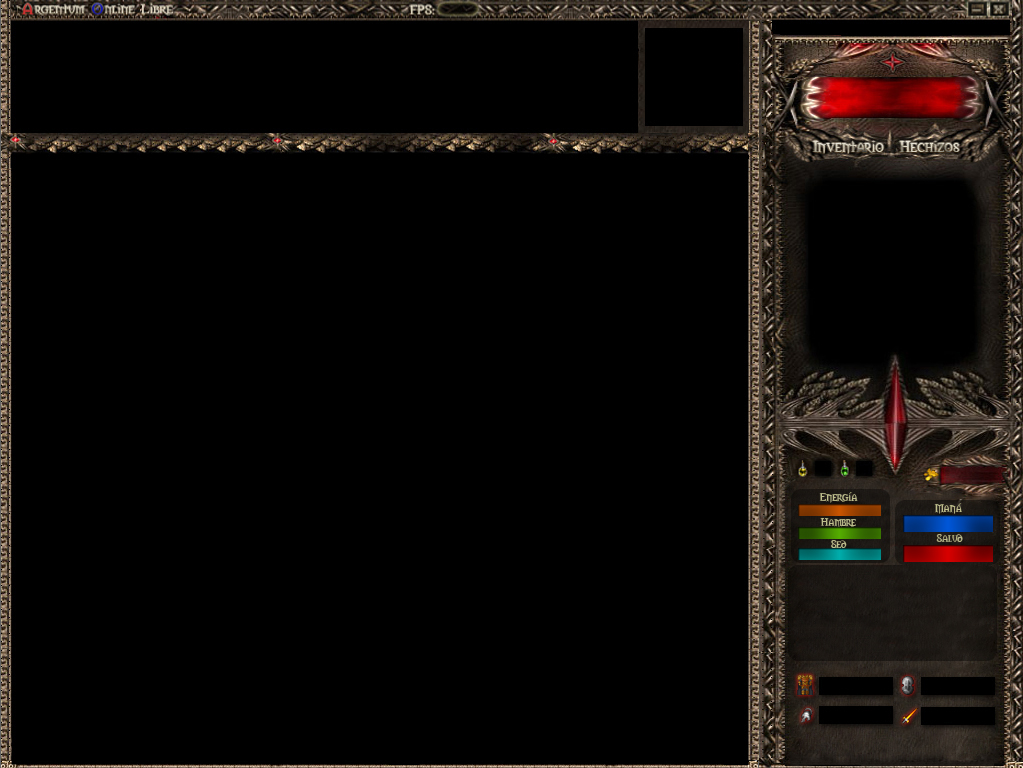 Argentum Online Libre
FPS:
Inventario Hechizos
Energía
Maná
Hambre
Salud
Sed